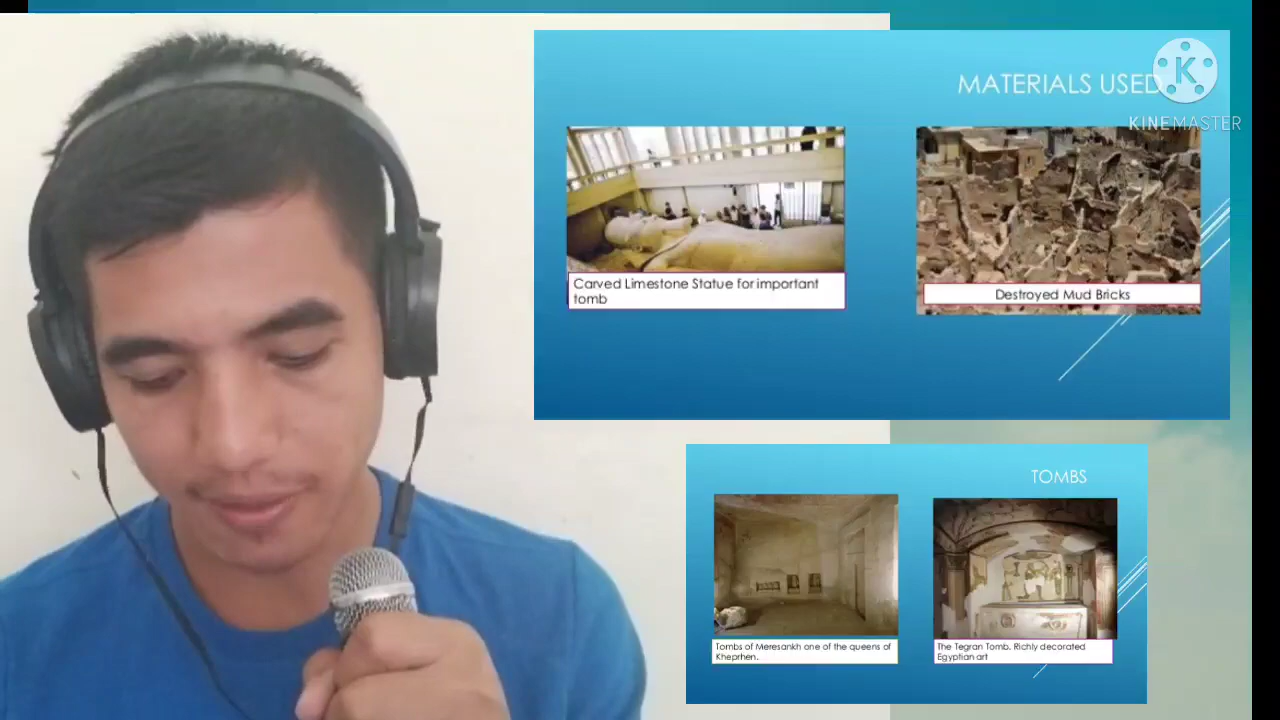 MATERIALS USED
K
KINEMASTER
Carved Limestone Statue for important
tomb
Destroyed Mud Bricks
TOMBS
Tombs of Meresankh one of the queens of
Kheprhen.
The Tegran Tomb. Richly decorated
Egyptian art